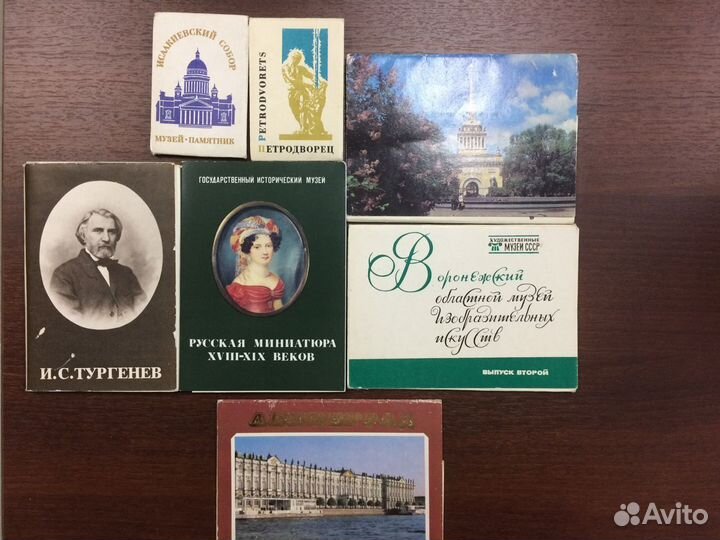 ИСААКИЕВСКИЙ СОБОР
МУЗЕЙ-ПАМЯТНИК
PETRODVORETS
ПЕТРОДВОРЕЦ
И.С.ТУРГЕНЕВ
ГОСУДАРСТВЕННЫЙ ИСТОРИЧЕСКИЙ МУЗЕЙ
РУССКАЯ МИНИАТЮРА
XVIII-XIX ВЕКОВ
ХУДОЖЕСТВЕННЫЕ
МУЗЕИ СССР
Воронежский
областной музей
изобразительных
искусств
ВЫПУСК ВТОРОЙ
ЛЕНИНГРАД
Avito